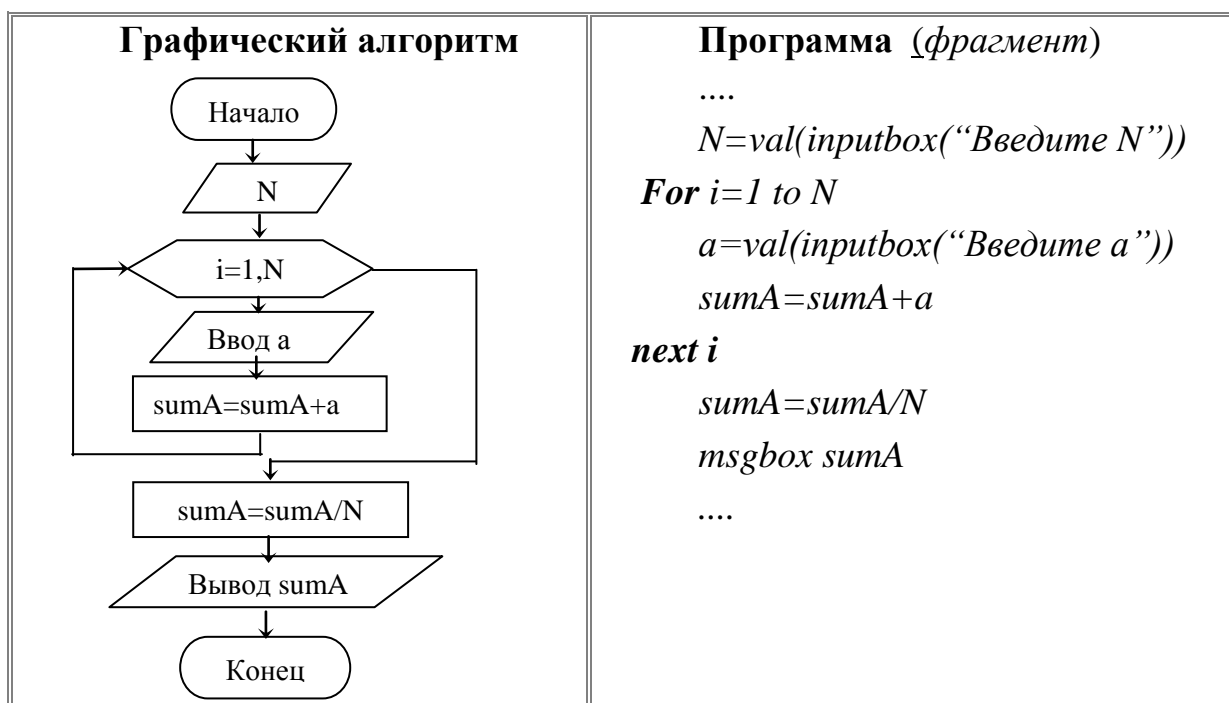 Графический алгоритм
Начало
N
i=1,N
Ввод a
sumA=sumA+a
sumA=sumA/N
Вывод sumA
Конец
Программа (фрагмент)
....
N=val(inputbox(“Введите N”))
For i=1 to N
a=val(inputbox(“Введите a”))
sumA=sumA+a
next i
sumA=sumA/N
msgbox sumA
....